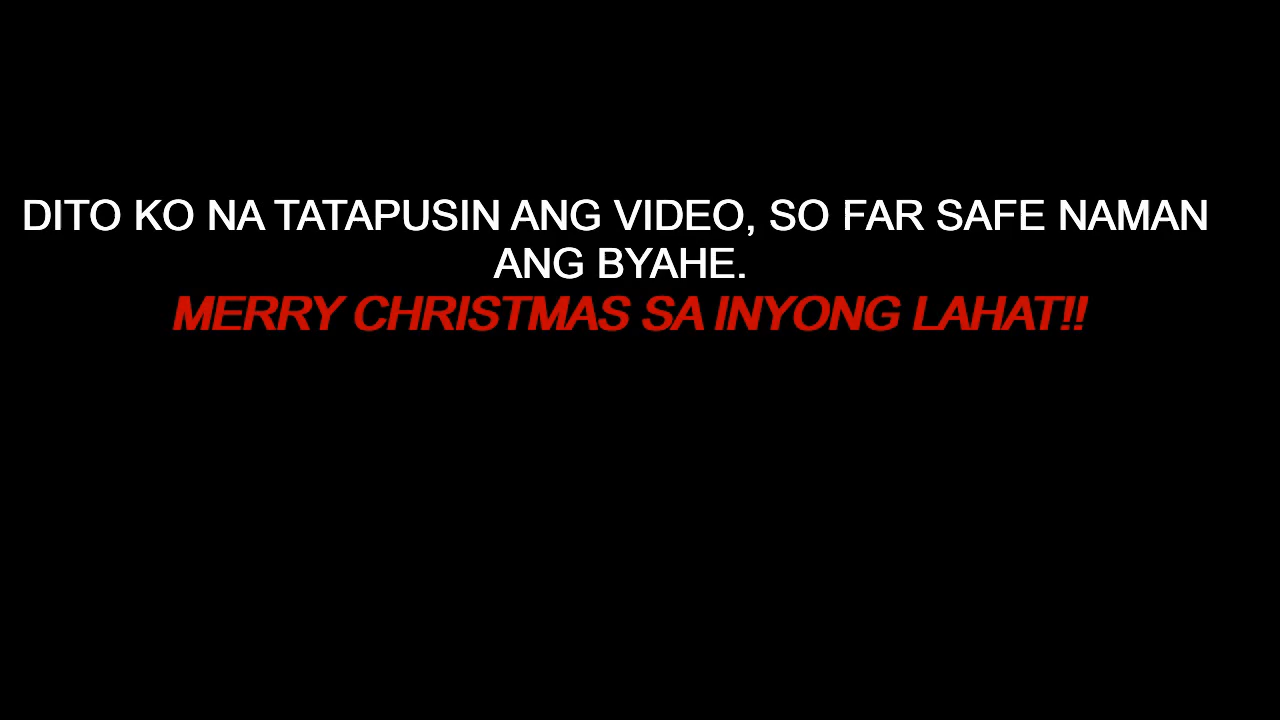 DITO KO NA TATAPUSIN ANG VIDEO, SO FAR SAFE NAMAN
ANG BYAHE.
MERRY CHRISTMAS SA INYONG LAHAT!!